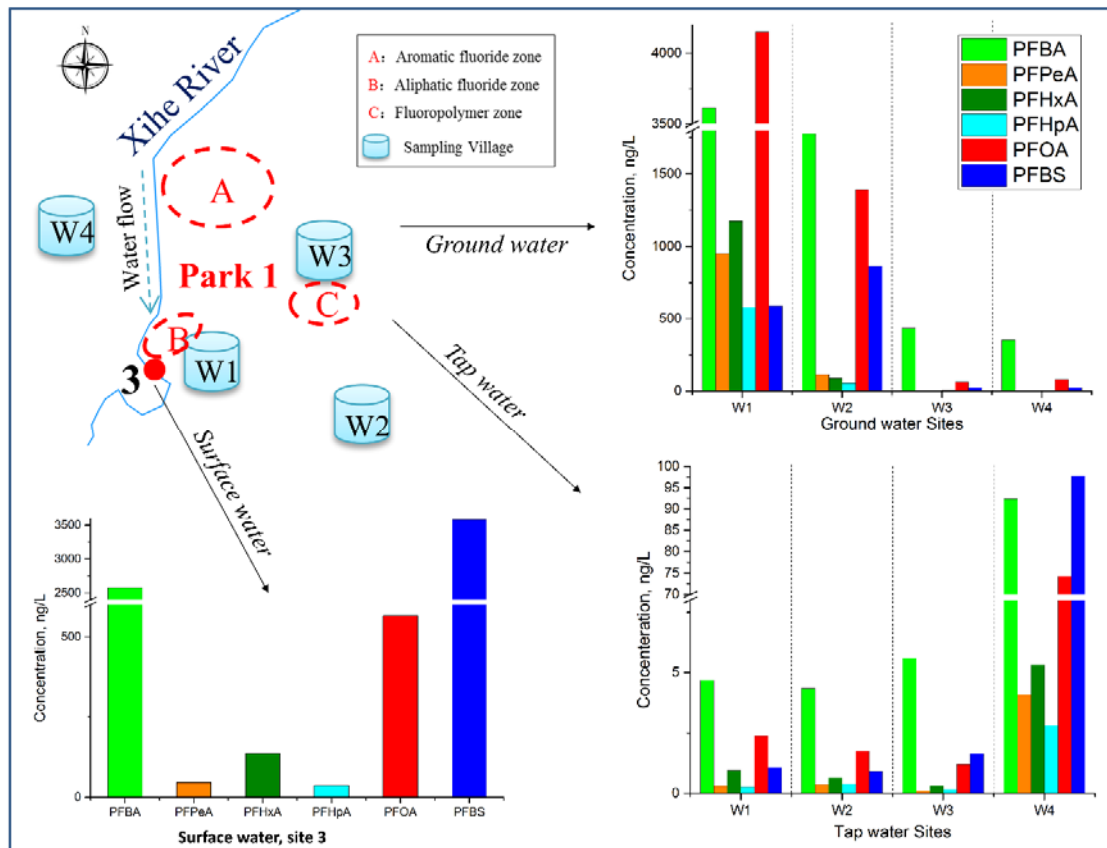 N
Xihe River
Water flow
A: Aromatic fluoride zone
B: Aliphatic fluoride zone
C: Fluoropolymer zone
Sampling Village
A
W4
W3
Park 1
C
B
3
W1
W2
Ground water
Tap water
Surface water
Concentration, ng/L
4000
3500
1500
1000
500
0
W1 W2 W3 W4
Ground water Sites
PFBA
PFPeA
PFHxA
PFHpA
PFOA
PFBS
Concentration, ng/L
3500
3000
2500
500
0
PFBA PFPeA PFHxA PFHpA PFOA PFBS
Surface water, site 3
Concenteration, ng/L
100
95
90
85
80
75
70
5
0
W1 W2 W3 W4
Tap water Sites